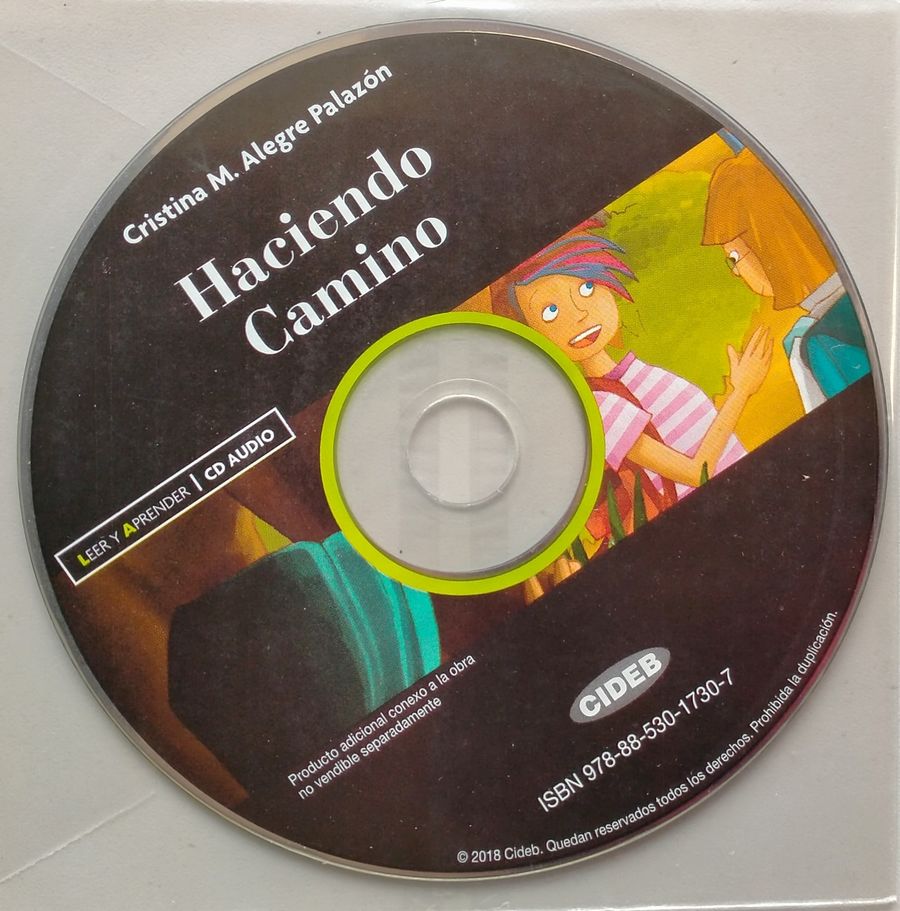 Cristina M. Alegre Palazón
Haciendo
Camino
LEER Y APRENDER | CD AUDIO
Producto adicional conexo a la obra
no vendible separadamente
CIDEB
ISBN 978-88-530-1730-7
© 2018 Cideb. Quedan reservados todos lós derechos. Prohibida la duplicación.